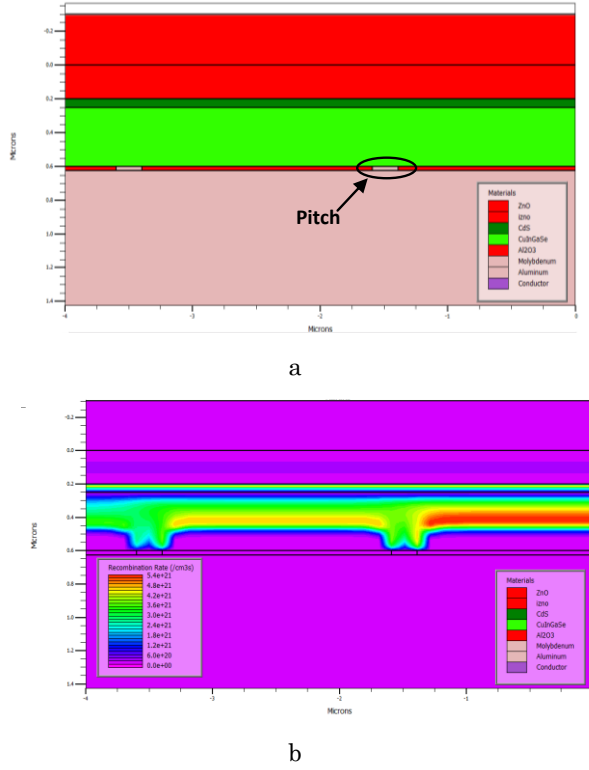 -0.2
0.0
0.2
0.4
0.6
0.8
1.0
1.2
1.4
Microns
Pitch
Materials
ZnO
izno
CdS
CuInGaSe
Al2O3
Molybdenum
Aluminum
Conductor
-4
-3
-2
-1
0
Microns
a
-0.2
0.0
0.2
0.4
0.6
0.8
1.0
1.2
1.4
Microns
Recombination Rate (/cm3s)
5.4e+21
4.8e+21
4.2e+21
3.6e+21
3.0e+21
2.4e+21
1.8e+21
1.2e+21
6.0e+20
0.0e+00
Materials
ZnO
izno
CdS
CuInGaSe
Al2O3
Molybdenum
Aluminum
Conductor
-4
-3
-2
-1
Microns
b